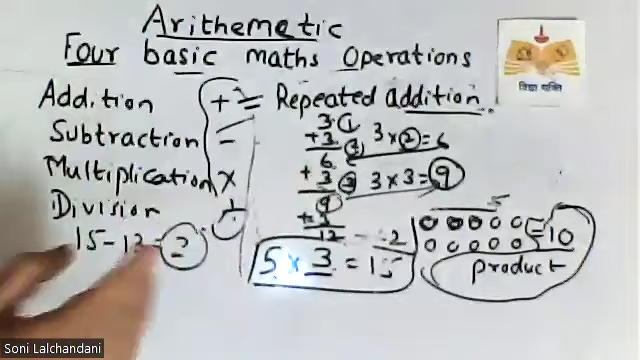 Arithemetic
Four basic maths Operations
Addition + = Repeated addition
Subtraction -
Multiplication x
Division ÷
3
+3
6
+3
9
12
3 x 2 = 6
3 x 3 = 9
15 - 13 = 2
5 x 3 = 15
= 10
product
विद्या शक्ति
Soni Lalchandani